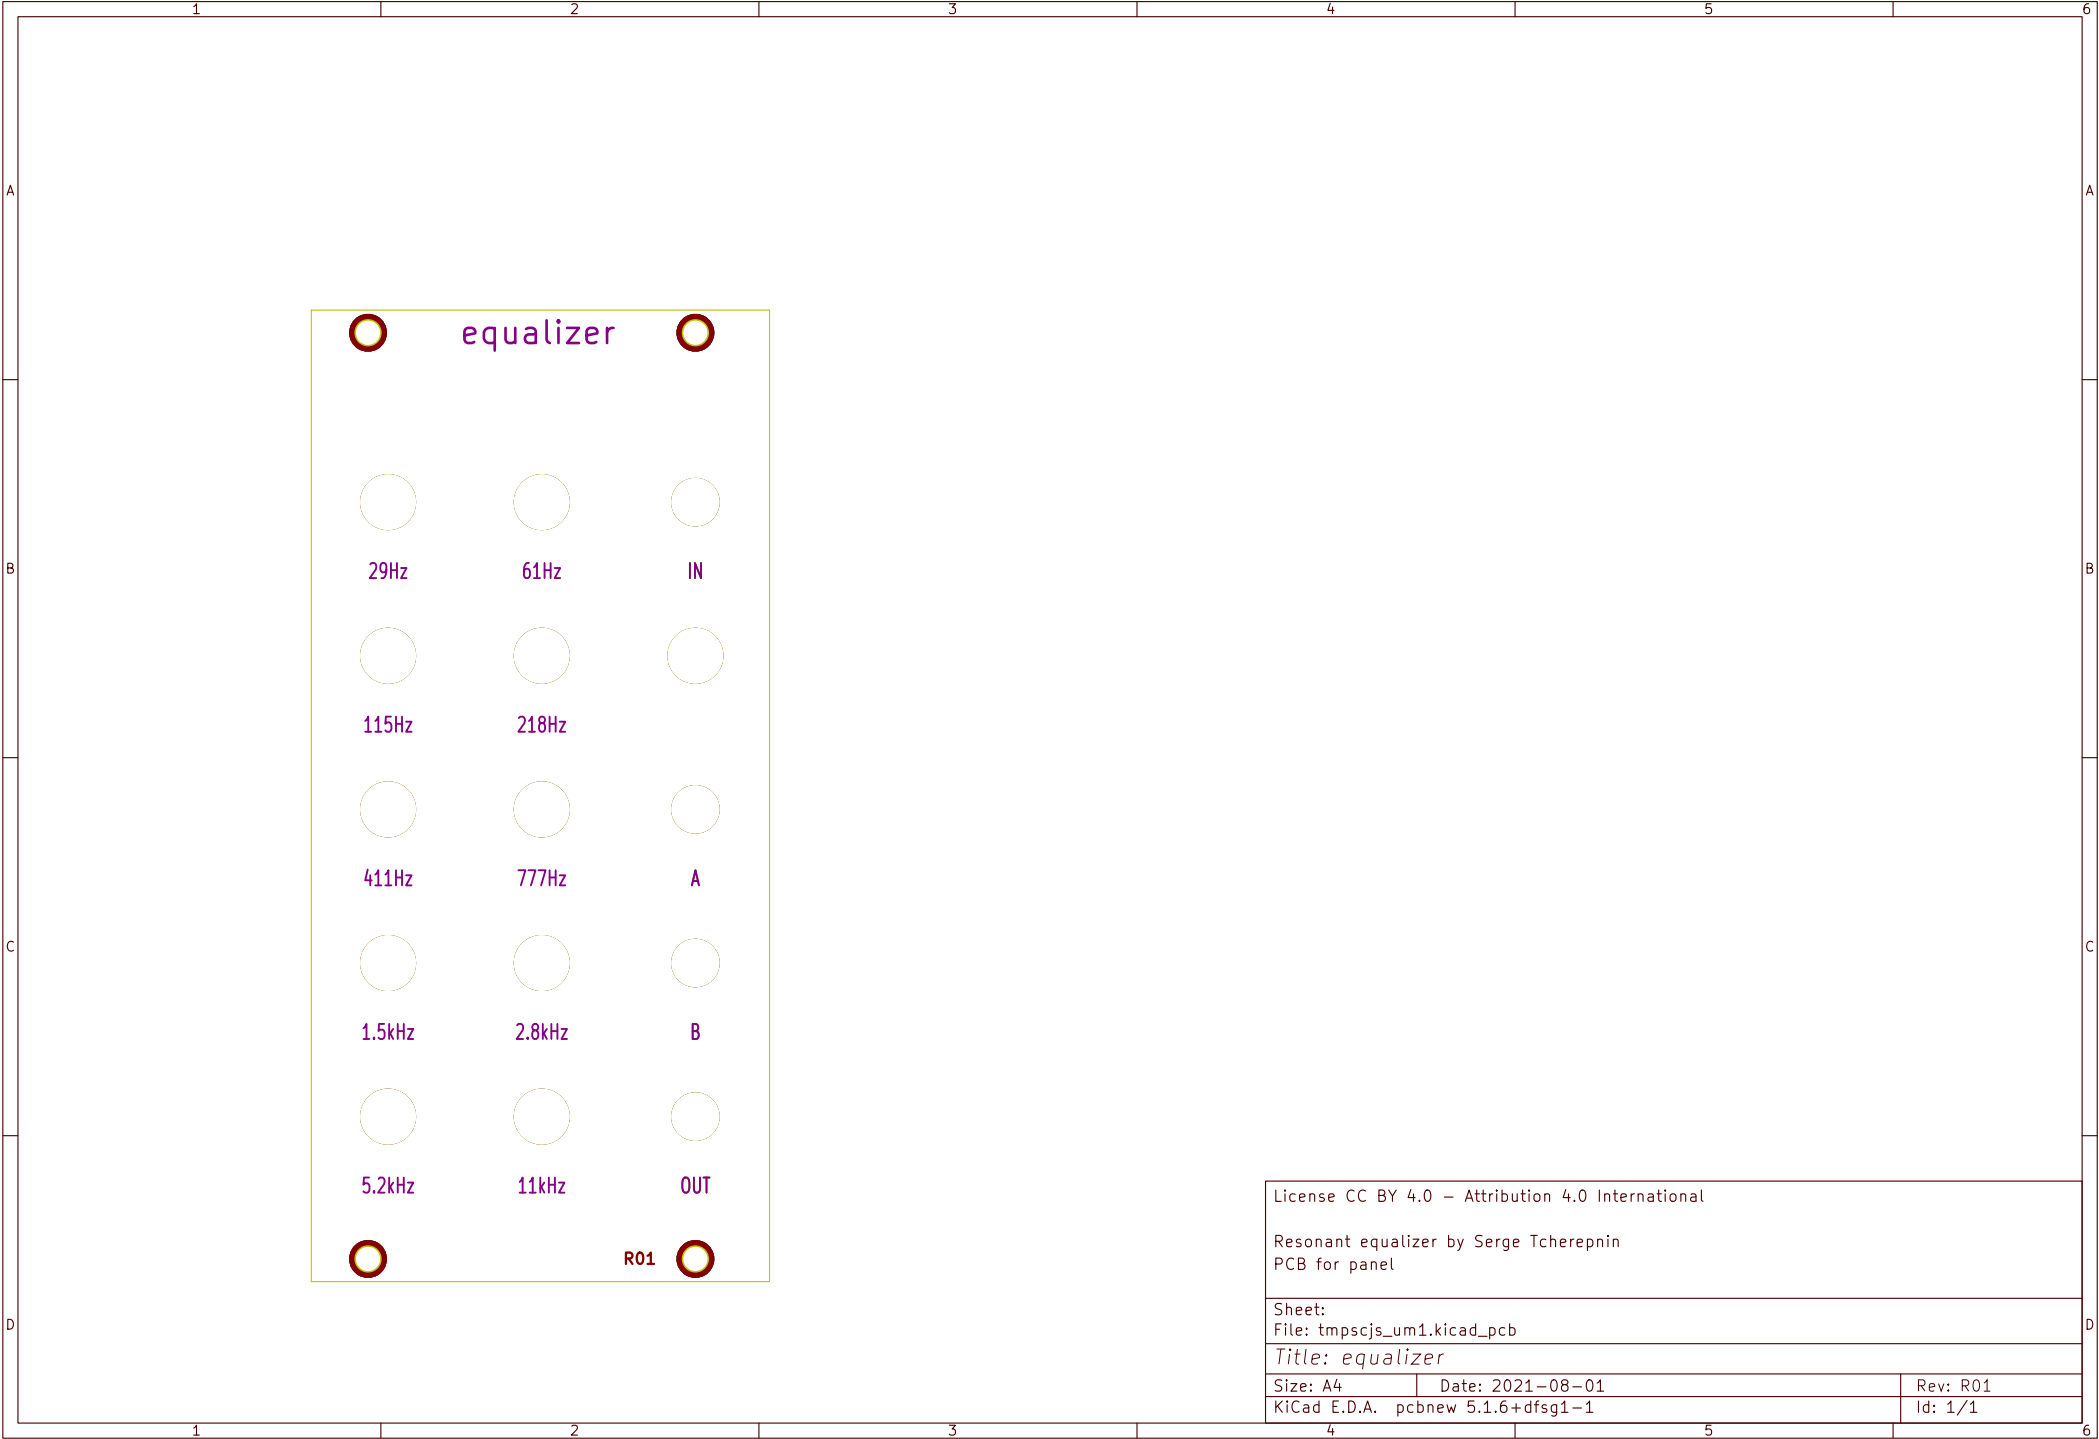 1 2 3 4 5 6
A A
equalizer
29Hz 61Hz IN
B B
115Hz 218Hz
411Hz 777Hz A
C C
1.5kHz 2.8kHz B
5.2kHz 11kHz OUT
R01
License CC BY 4.0 - Attribution 4.0 International
Resonant equalizer by Serge Tcherepnin
PCB for panel
Sheet:
D D
File: tmpscjs_um1.kicad_pcb
Title: equalizer
Size: A4 Date: 2021-08-01 Rev: R01
KiCad E.D.A. pcbnew 5.1.6+dfsg1-1 Id: 1/1
1 2 3 4 5 6